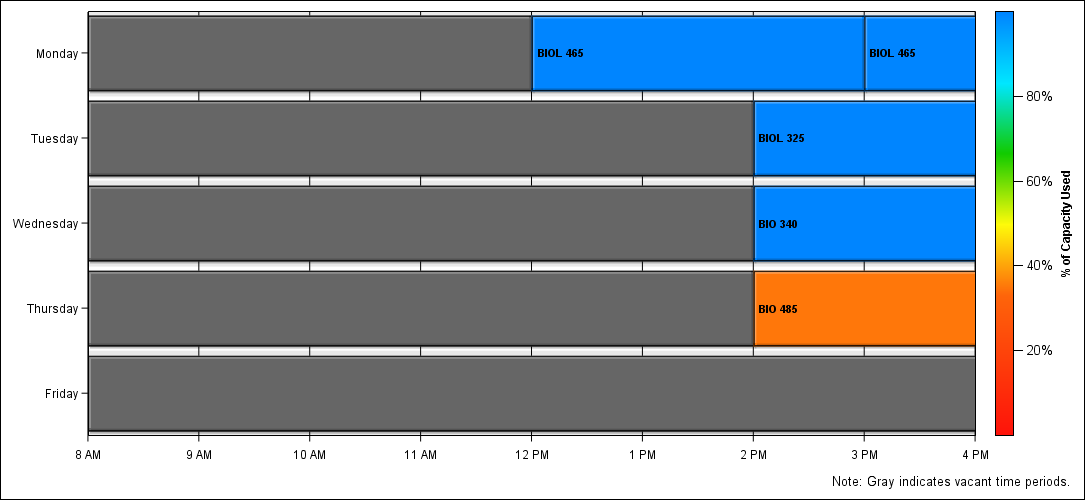 Monday
BIOL 465
BIOL 465
Tuesday
BIOL 325
Wednesday
BIO 340
Thursday
BIO 485
Friday
8 AM
9 AM
10 AM
11 AM
12 PM
1 PM
2 PM
3 PM
4 PM
80%
60%
40%
20%
% of Capacity Used
Note: Gray indicates vacant time periods.